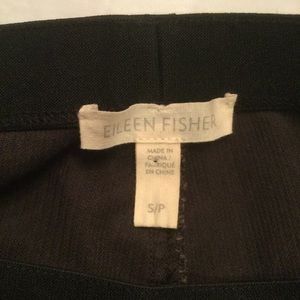 EILEEN FISHER
MADE IN
CHINA /
FABRIQUÉ
EN CHINE
S/P